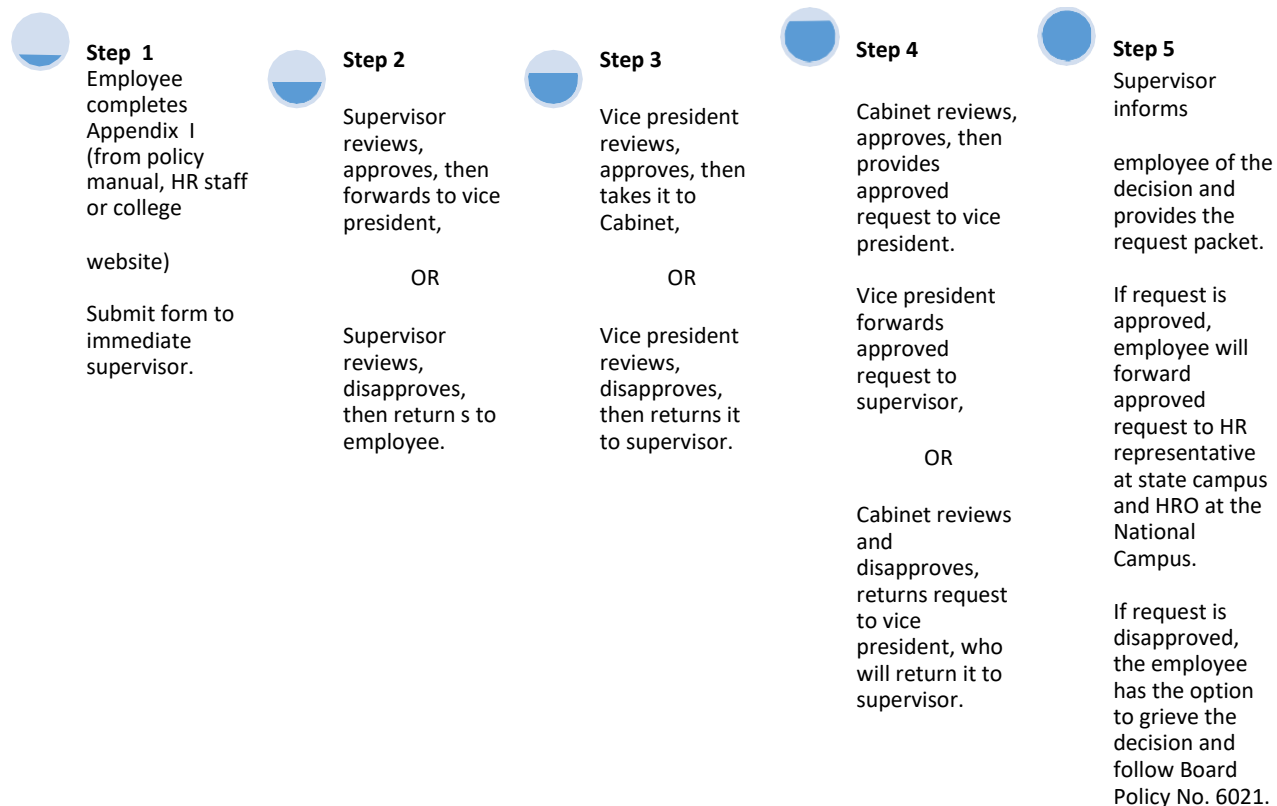 Step 1
Employee
completes
Appendix I
(from policy
manual, HR staff
or college
website)
Submit form to
immediate
supervisor.
Step 2
Supervisor
reviews,
approves, then
forwards to vice
president,
OR
Supervisor
reviews,
disapproves,
then return s to
employee.
Step 3
Vice president
reviews,
approves, then
takes it to
Cabinet,
OR
Vice president
reviews,
disapproves,
then returns it
to supervisor.
Step 4
Cabinet reviews,
approves, then
provides
approved
request to vice
president.
Vice president
forwards
approved
request to
supervisor,
OR
Cabinet reviews
and
disapproves,
returns request
to vice
president, who
will return it to
supervisor.
Step 5
Supervisor
informs
employee of the
decision and
provides the
request packet.
If request is
approved,
employee will
forward
approved
request to HR
representative
at state campus
and HRO at the
National
Campus.
If request is
disapproved,
the employee
has the option
to grieve the
decision and
follow Board
Policy No. 6021.